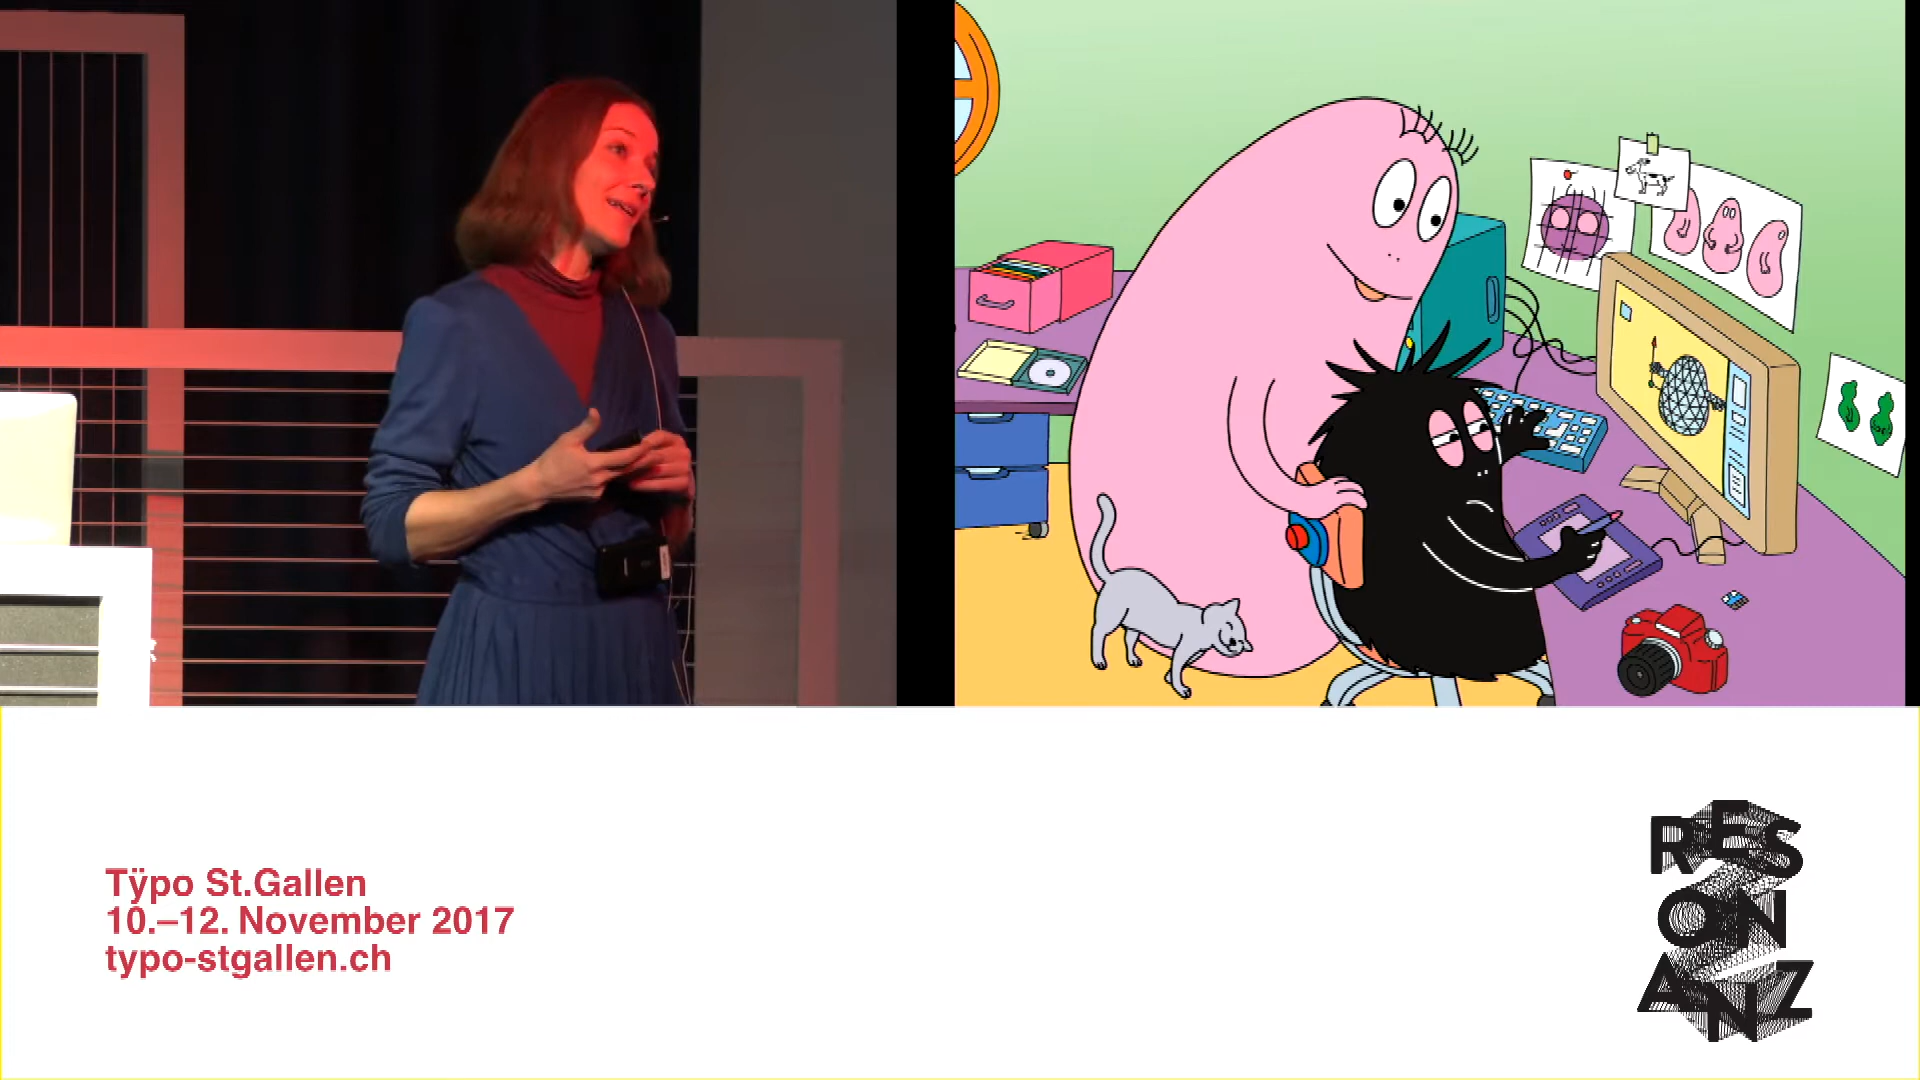 Tÿpo St.Gallen
10.–12. November 2017
typo-stgallen.ch
RES
ON
ANZ